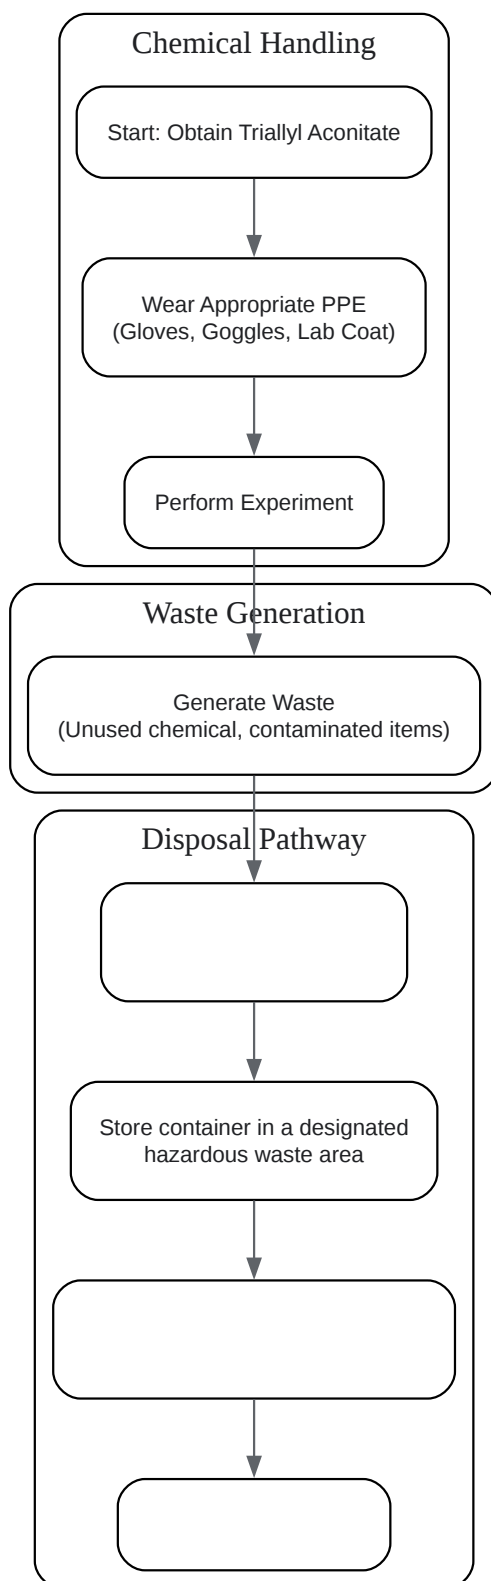 Chemical Handling
Start: Obtain Triallyl Aconitate
Wear Appropriate PPE
(Gloves, Goggles, Lab Coat)
Perform Experiment
Waste Generation
Generate Waste
(Unused chemical, contaminated items)
Disposal Pathway
Store container in a designated
hazardous waste area